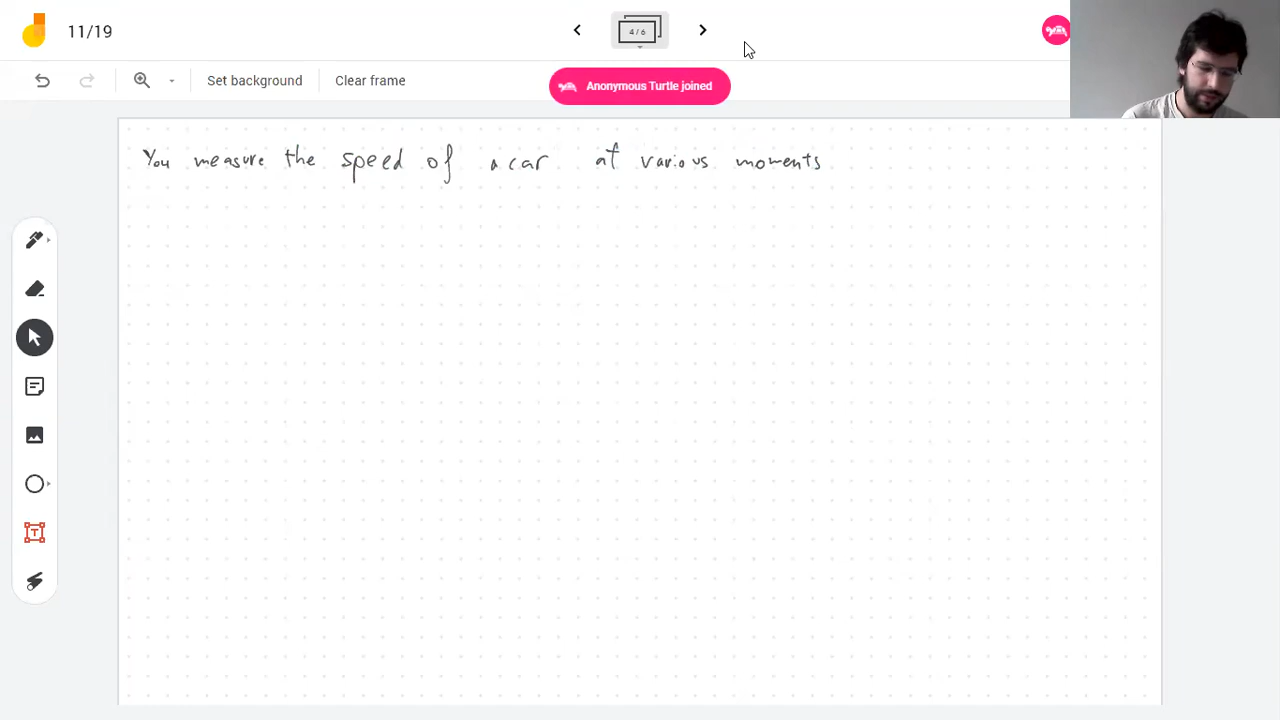 11/19
4 / 6
Set background
Clear frame
Anonymous Turtle joined
You measure the speed of a car at various moments
T